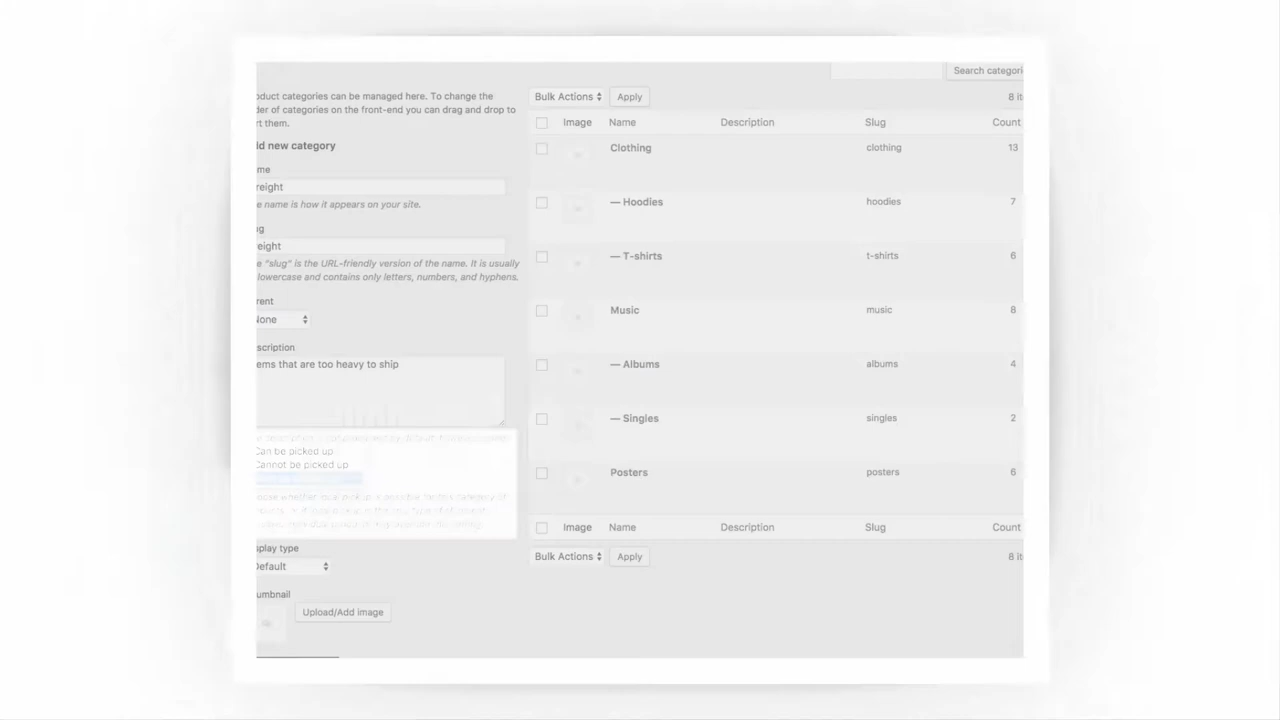 Search categori
oduct categories can be managed here. To change the
der of categories on the front-end you can drag and drop to
rt them.
Bulk Actions Apply 8 it
Image Name Description Slug Count
dd new category
Clothing clothing 13
me
reight
e name is how it appears on your site.
— Hoodies hoodies 7
ug
eight
e "slug" is the URL-friendly version of the name. It is usually
lowercase and contains only letters, numbers, and hyphens.
— T-shirts t-shirts 6
rent
None
Music music 8
scription
ems that are too heavy to ship
— Albums albums 4
— Singles singles 2
Can be picked up
Cannot be picked up
Posters posters 6
Image Name Description Slug Count
splay type
Default
Bulk Actions Apply 8 it
umbnail
Upload/Add image